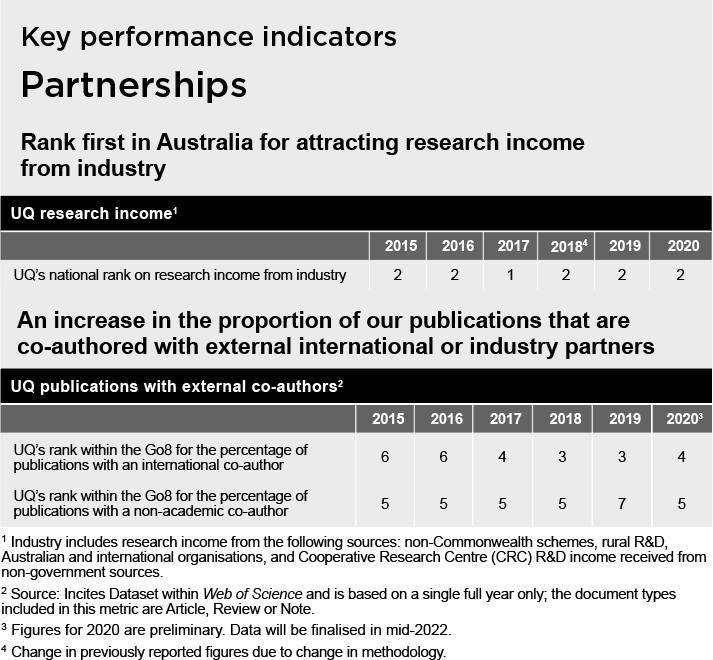 Key performance indicators
Partnerships
Rank first in Australia for attracting research income
from industry
UQ research income¹
2015 2016 2017 2018⁴ 2019 2020
UQ's national rank on research income from industry 2 2 1 2 2 2
An increase in the proportion of our publications that are
co-authored with external international or industry partners
UQ publications with external co-authors²
2015 2016 2017 2018 2019 2020³
UQ's rank within the Go8 for the percentage of
publications with an international co-author 6 6 4 3 3 4
UQ's rank within the Go8 for the percentage of
publications with a non-academic co-author 5 5 5 5 7 5
¹ Industry includes research income from the following sources: non-Commonwealth schemes, rural R&D,
Australian and international organisations, and Cooperative Research Centre (CRC) R&D income received from
non-government sources.
² Source: Incites Dataset within Web of Science and is based on a single full year only; the document types
included in this metric are Article, Review or Note.
³ Figures for 2020 are preliminary. Data will be finalised in mid-2022.
⁴ Change in previously reported figures due to change in methodology.